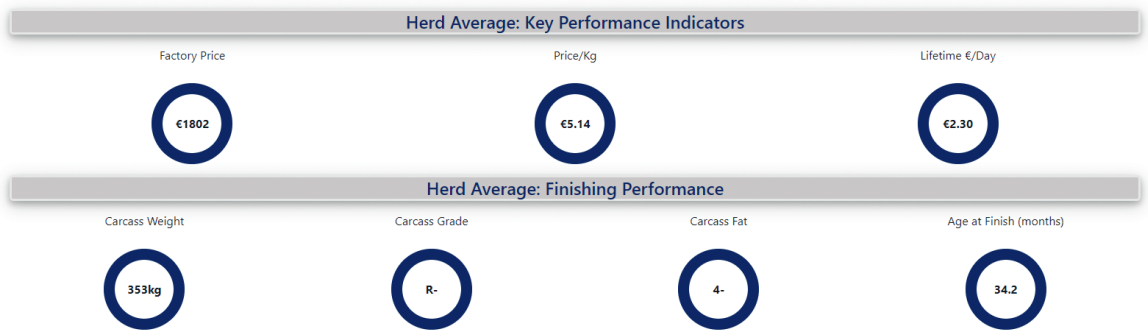 Herd Average: Key Performance Indicators
Factory Price
Price/Kg
Lifetime €/Day
€1802
€5.14
€2.30
Herd Average: Finishing Performance
Carcass Weight
Carcass Grade
Carcass Fat
Age at Finish (months)
353kg
R-
4-
34.2